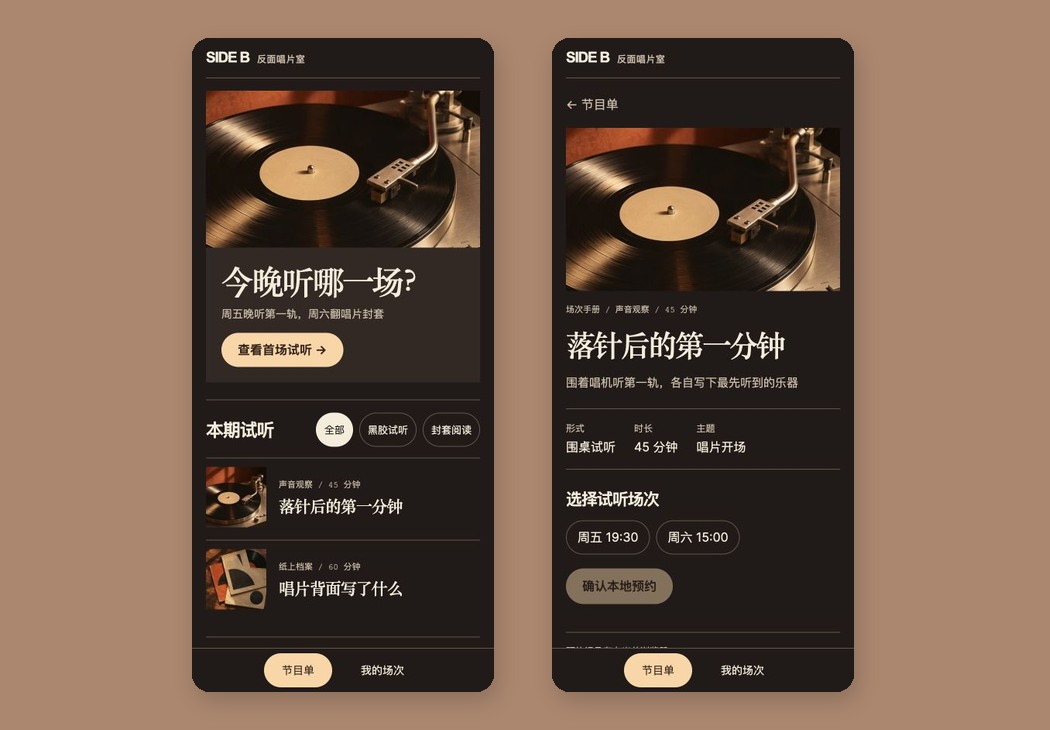 SIDE B 反面唱片室
今晚听哪一场?
周五晚听第一轨，周六翻唱片封套
查看首场试听 →
本期试听 全部 黑胶试听 封套阅读
声音观察 / 45 分钟
落针后的第一分钟
纸上档案 / 60 分钟
唱片背面写了什么
节目单 我的场次
SIDE B 反面唱片室
← 节目单
场次手册 / 声音观察 / 45 分钟
落针后的第一分钟
围着唱机听第一轨，各自写下最先听到的乐器
形式 时长 主题
围桌试听 45 分钟 唱片开场
选择试听场次
周五 19:30 周六 15:00
确认本地预约
节目单 我的场次